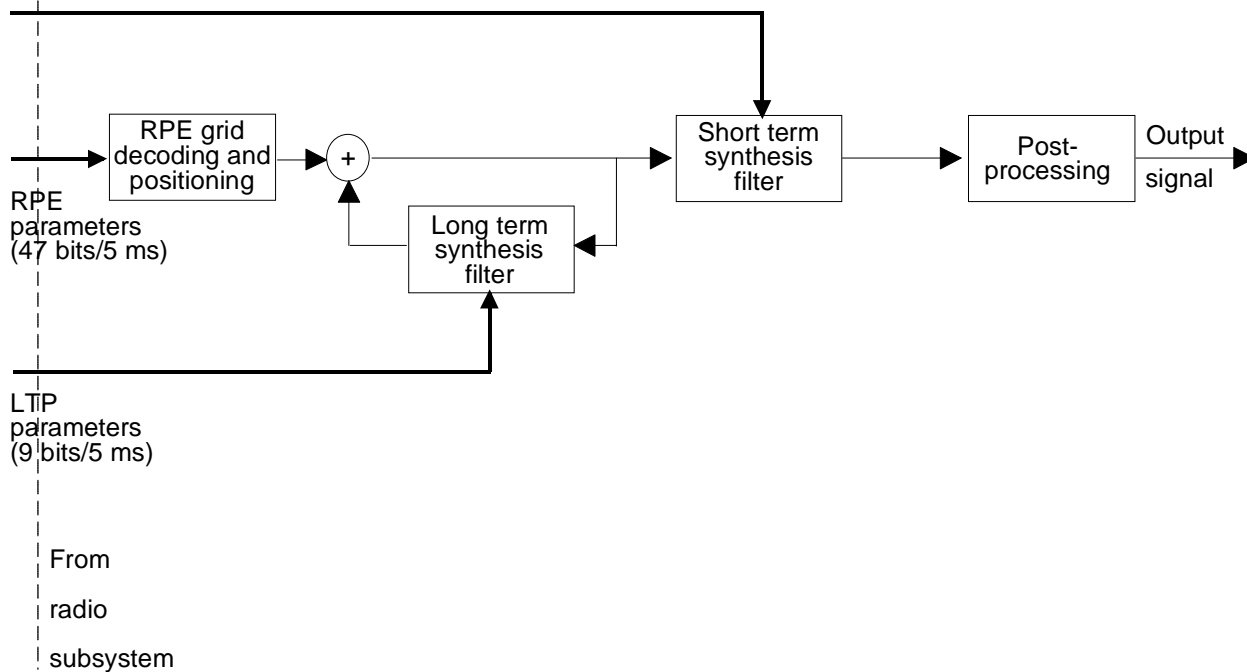 RPE grid
decoding and
positioning
+
Short term
synthesis
filter
Post-
processing
Output
signal
RPE
parameters
(47 bits/5 ms)
Long term
synthesis
filter
LTP
parameters
(9 bits/5 ms)
From
radio
subsystem